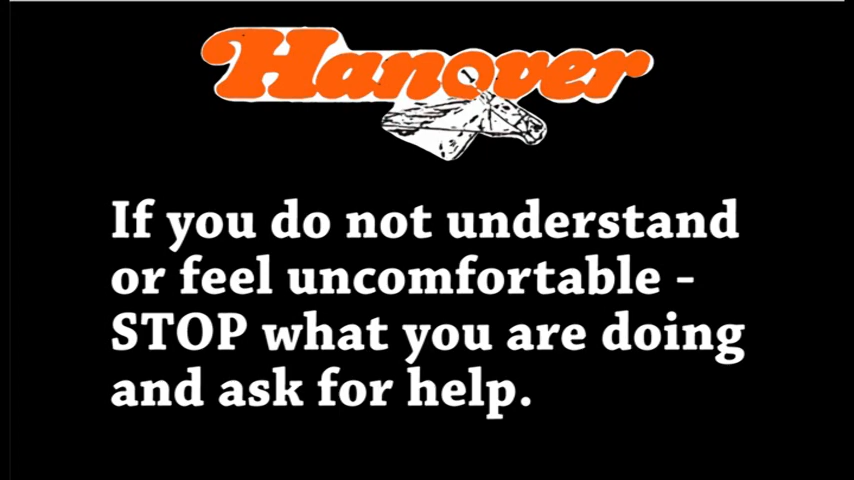 Hanover
If you do not understand
or feel uncomfortable -
STOP what you are doing
and ask for help.